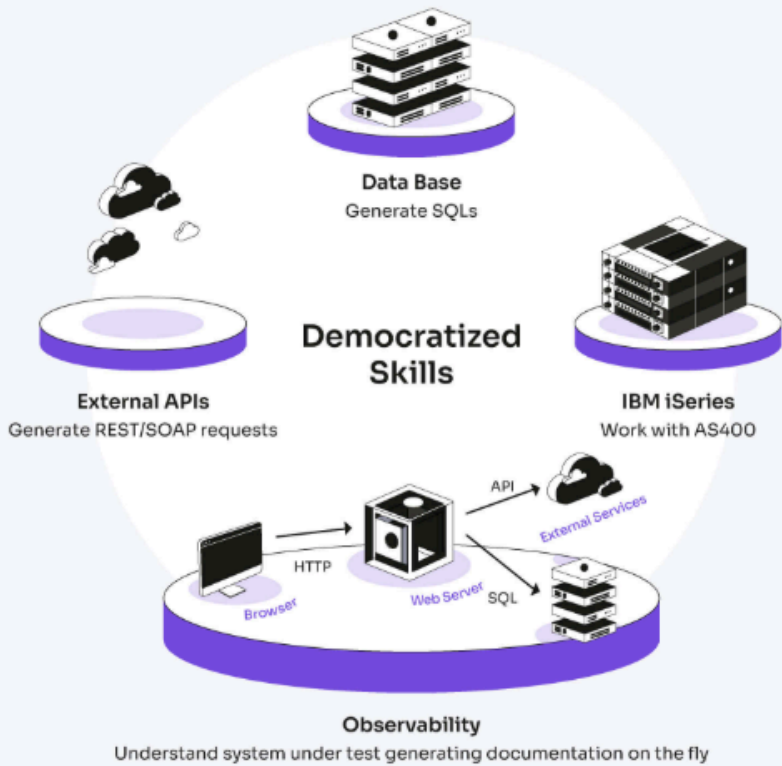 Data Base
Generate SQLs
Democratized
Skills
External APIs
Generate REST/SOAP requests
IBM iSeries
Work with AS400
API
External Services
HTTP
Browser
Web Server
SQL
Observability
Understand system under test generating documentation on the fly